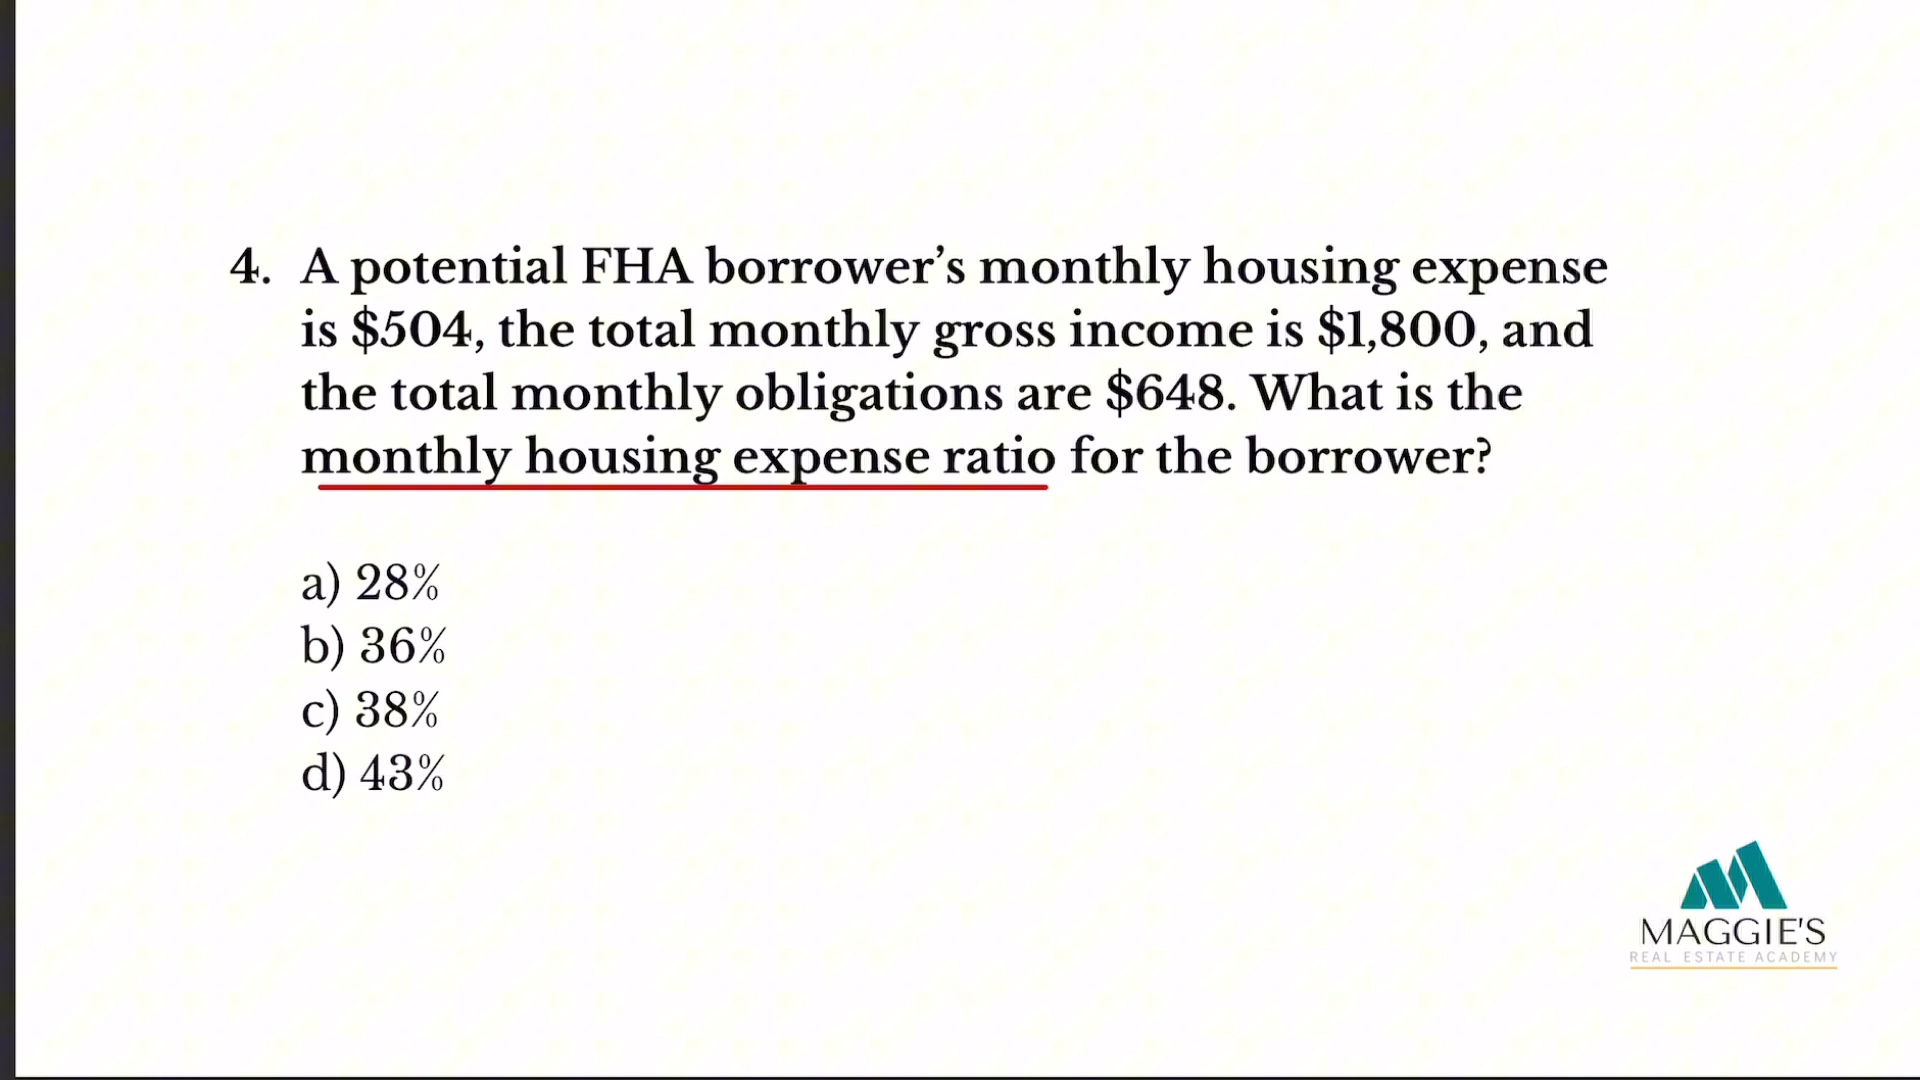 4. A potential FHA borrower’s monthly housing expense
is $504, the total monthly gross income is $1,800, and
the total monthly obligations are $648. What is the
monthly housing expense ratio for the borrower?
a) 28%
b) 36%
c) 38%
d) 43%
MAGGIE'S
REAL ESTATE ACADEMY